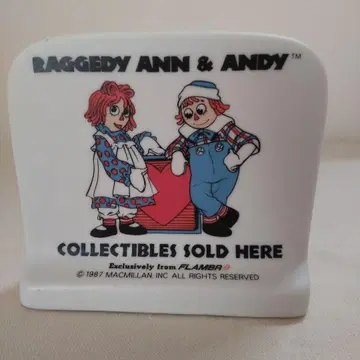 RAGGEDY ANN & ANDY™
COLLECTIBLES SOLD HERE
Exclusively from FLAMBRO
© 1987 MACMILLAN INC ALL RIGHTS RESERVED